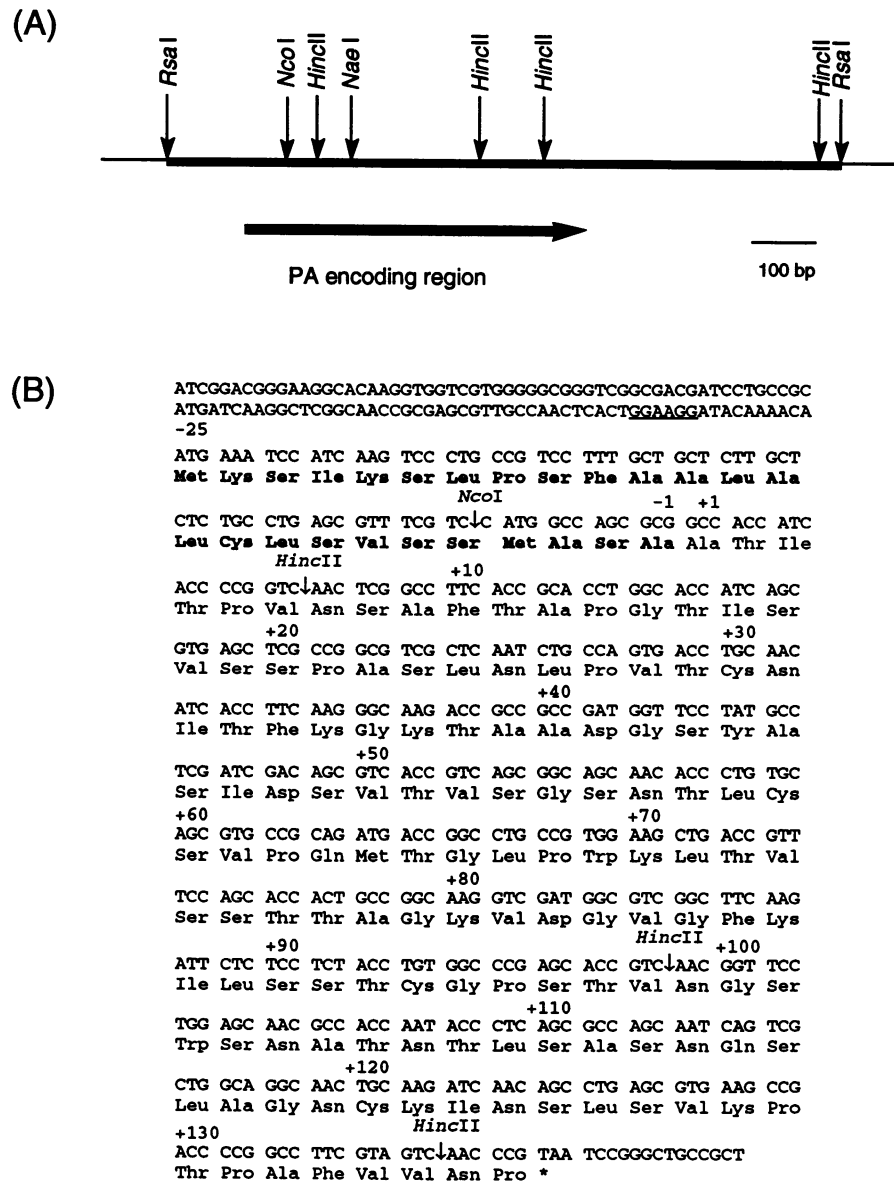 (A)
RsaI NcoI HincII NaeI HincII HincII HincII RsaI
PA encoding region
100 bp
(B)
ATCGGACGGGAAGGCACAAGGTGGTCGTGGGGGCGGGTCGGCGACGATCCTGCCGC
ATGATCAAGGCTCGGCAACCGCGAGCGTTGCCAACTCACTGGAAGGATACAAAACA
-25
ATG AAA TCC ATC AAG TCC CTG CCG TCC TTT GCT GCT CTT GCT
Met Lys Ser Ile Lys Ser Leu Pro Ser Phe Ala Ala Leu Ala
NcoI -1 +1
CTC TGC CTG AGC GTT TCG TC↓C ATG GCC AGC GCG GCC ACC ATC
Leu Cys Leu Ser Val Ser Ser Met Ala Ser Ala Ala Thr Ile
HincII +10
ACC CCG GTC↓AAC TCG GCC TTC ACC GCA CCT GGC ACC ATC AGC
Thr Pro Val Asn Ser Ala Phe Thr Ala Pro Gly Thr Ile Ser
+20 +30
GTG AGC TCG CCG GCG TCG CTC AAT CTG CCA GTG ACC TGC AAC
Val Ser Ser Pro Ala Ser Leu Asn Leu Pro Val Thr Cys Asn
+40
ATC ACC TTC AAG GGC AAG ACC GCC GCC GAT GGT TCC TAT GCC
Ile Thr Phe Lys Gly Lys Thr Ala Ala Asp Gly Ser Tyr Ala
+50
TCG ATC GAC AGC GTC ACC GTC AGC GGC AGC AAC ACC CTG TGC
Ser Ile Asp Ser Val Thr Val Ser Gly Ser Asn Thr Leu Cys
+60 +70
AGC GTG CCG CAG ATG ACC GGC CTG CCG TGG AAG CTG ACC GTT
Ser Val Pro Gln Met Thr Gly Leu Pro Trp Lys Leu Thr Val
+80
TCC AGC ACC ACT GCC GGC AAG GTC GAT GGC GTC GGC TTC AAG
Ser Ser Thr Thr Ala Gly Lys Val Asp Gly Val Gly Phe Lys
+90 HincII +100
ATT CTC TCC TCT ACC TGT GGC CCG AGC ACC GTC↓AAC GGT TCC
Ile Leu Ser Ser Thr Cys Gly Pro Ser Thr Val Asn Gly Ser
+110
TGG AGC AAC GCC ACC AAT ACC CTC AGC GCC AGC AAT CAG TCG
Trp Ser Asn Ala Thr Asn Thr Leu Ser Ala Ser Asn Gln Ser
+120
CTG GCA GGC AAC TGC AAG ATC AAC AGC CTG AGC GTG AAG CCG
Leu Ala Gly Asn Cys Lys Ile Asn Ser Leu Ser Val Lys Pro
+130 HincII
ACC CCG GCC TTC GTA GTC↓AAC CCG TAA TCCGGGCTGCCGCT
Thr Pro Ala Phe Val Val Asn Pro *